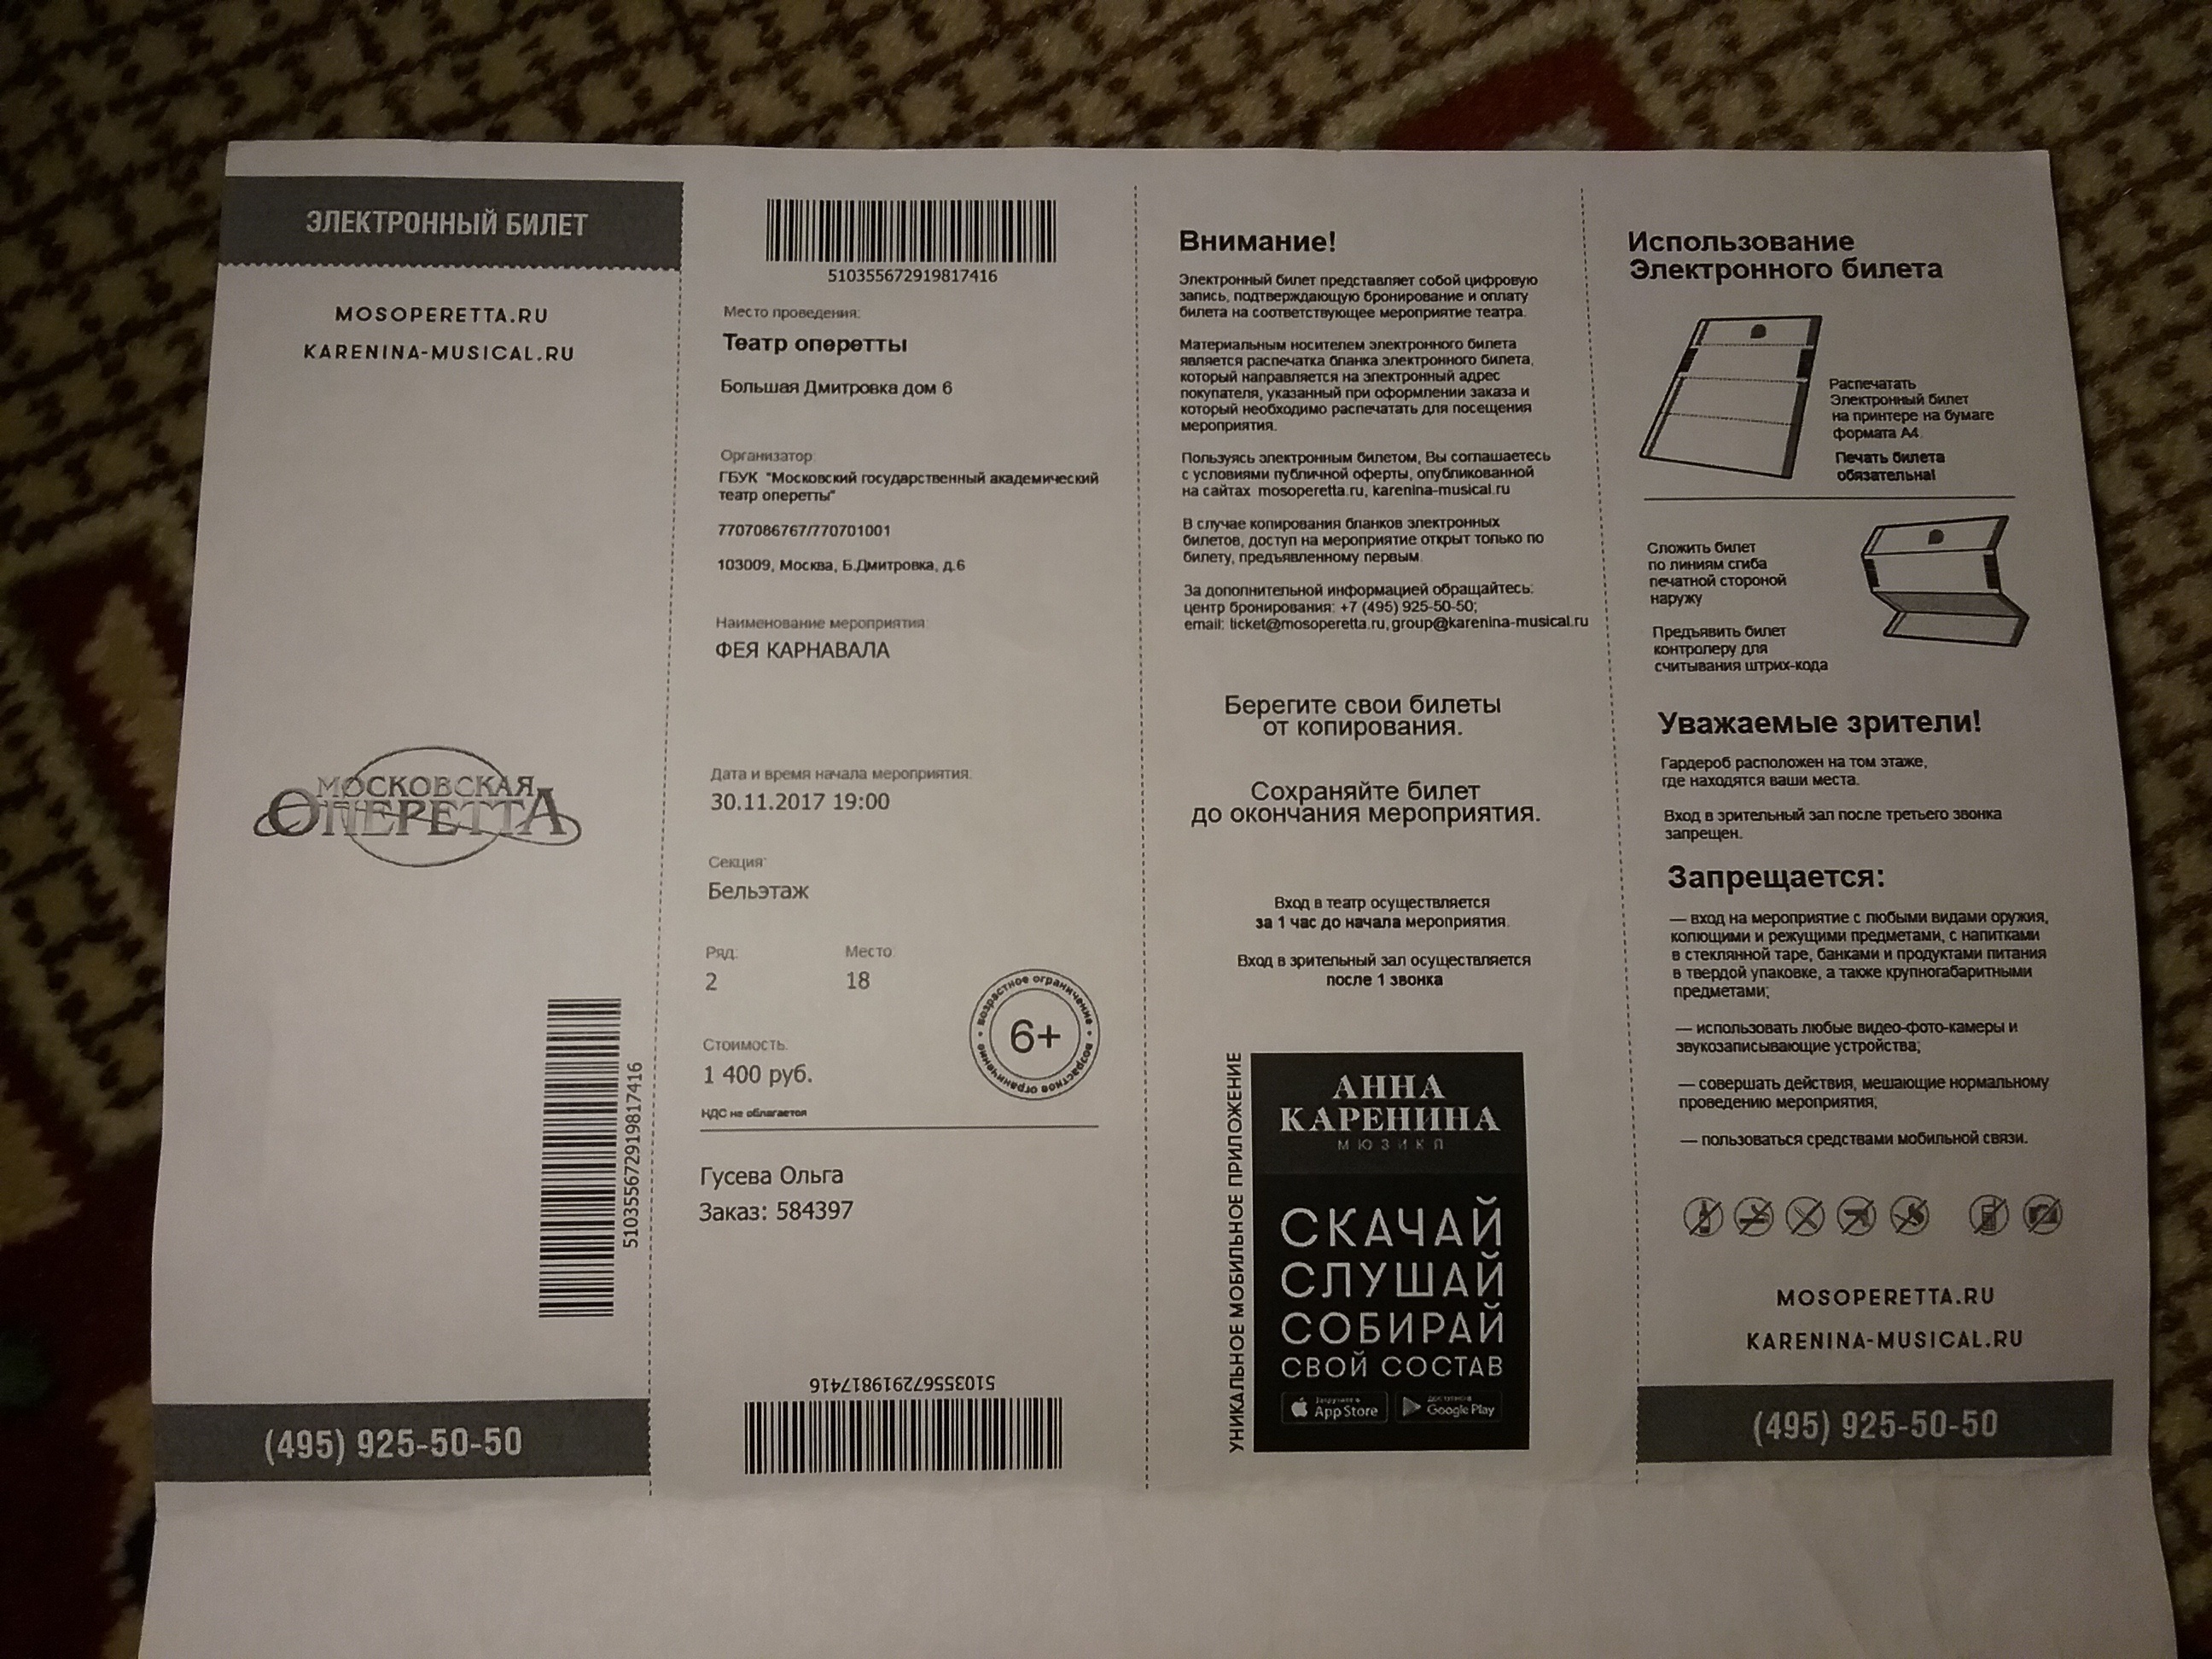 ЭЛЕКТРОННЫЙ БИЛЕТ
MOSOPERETTA.RU
KARENINA-MUSICAL.RU
МОСКОВСКАЯ
ОПЕРЕТТА
510355672919817416
(495) 925-50-50
510355672919817416
Место проведения:
Театр оперетты
Большая Дмитровка дом 6
Организатор:
ГБУК "Московский государственный академический
театр оперетты"
7707086767/770701001
103009, Москва, Б.Дмитровка, д.6
Наименование мероприятия
ФЕЯ КАРНАВАЛА
Дата и время начала мероприятия:
30.11.2017 19:00
Секция:
Бельэтаж
Ряд: Место:
2 18
возрастное ограничение • возрастное ограничение •
6+
Стоимость:
1 400 руб.
НДС не облагается
Гусева Ольга
Заказ: 584397
510355672919817416
Внимание!
Электронный билет представляет собой цифровую
запись, подтверждающую бронирование и оплату
билета на соответствующее мероприятие театра.
Материальным носителем электронного билета
является распечатка бланка электронного билета,
который направляется на электронный адрес
покупателя, указанный при оформлении заказа и
который необходимо распечатать для посещения
мероприятия.
Пользуясь электронным билетом, Вы соглашаетесь
с условиями публичной оферты, опубликованной
на сайтах mosoperetta.ru, karenina-musical.ru
В случае копирования бланков электронных
билетов, доступ на мероприятие открыт только по
билету, предъявленному первым.
За дополнительной информацией обращайтесь:
центр бронирования: +7 (495) 925-50-50;
email: ticket@mosoperetta.ru, group@karenina-musical.ru
Берегите свои билеты
от копирования.
Сохраняйте билет
до окончания мероприятия.
Вход в театр осуществляется
за 1 час до начала мероприятия.
Вход в зрительный зал осуществляется
после 1 звонка
УНИКАЛЬНОЕ МОБИЛЬНОЕ ПРИЛОЖЕНИЕ
АННА
КАРЕНИНА
МЮЗИКЛ
СКАЧАЙ
СЛУШАЙ
СОБИРАЙ
СВОЙ СОСТАВ
Загрузите в
App Store
ДОСТУПНО В
Google Play
Использование
Электронного билета
Распечатать
Электронный билет
на принтере на бумаге
формата А4.
Печать билета
обязательна!
Сложить билет
по линиям сгиба
печатной стороной
наружу
Предъявить билет
контролеру для
считывания штрих-кода
Уважаемые зрители!
Гардероб расположен на том этаже,
где находятся ваши места.
Вход в зрительный зал после третьего звонка
запрещен.
Запрещается:
— вход на мероприятие с любыми видами оружия,
колющими и режущими предметами, с напитками
в стеклянной таре, банками и продуктами питания
в твердой упаковке, а также крупногабаритными
предметами;
— использовать любые видео-фото-камеры и
звукозаписывающие устройства;
— совершать действия, мешающие нормальному
проведению мероприятия;
— пользоваться средствами мобильной связи.
MOSOPERETTA.RU
KARENINA-MUSICAL.RU
(495) 925-50-50